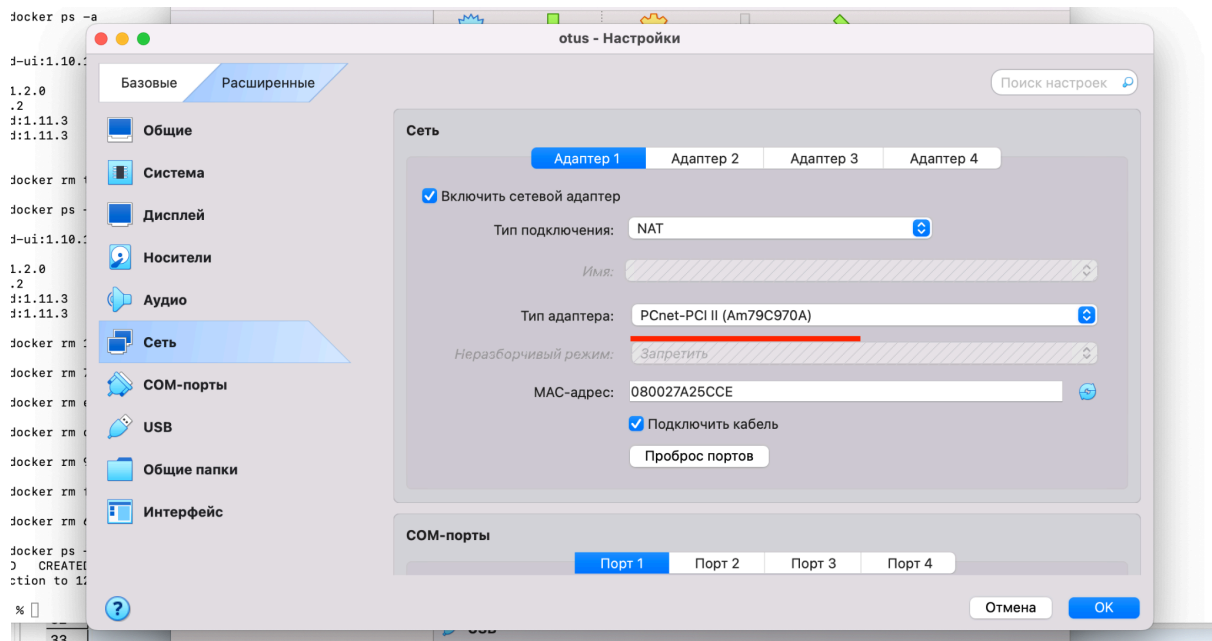 docker ps -a
otus - Настройки
d-ui:1.10.
Базовые
Расширенные
Поиск настроек
1.2.0
.2
d:1.11.3
d:1.11.3
Общие
Сеть
Адаптер 1
Адаптер 2
Адаптер 3
Адаптер 4
docker rm
Система
Включить сетевой адаптер
docker ps -
Дисплей
Тип подключения:
NAT
d-ui:1.10.
Носители
1.2.0
Имя:
.2
d:1.11.3
Аудио
d:1.11.3
Тип адаптера:
PCnet-PCI II (Am79C970A)
docker rm
Сеть
Неразборчивый режим:
Запретить
docker rm
COM-порты
MAC-адрес:
080027A25CCE
docker rm
USB
Подключить кабель
docker rm
Проброс портов
docker rm 9
Общие папки
docker rm
Интерфейс
docker rm
COM-порты
docker ps -
CREATED
Порт 1
Порт 2
Порт 3
Порт 4
ction to 12
%
?
Отмена
OK
33
USB